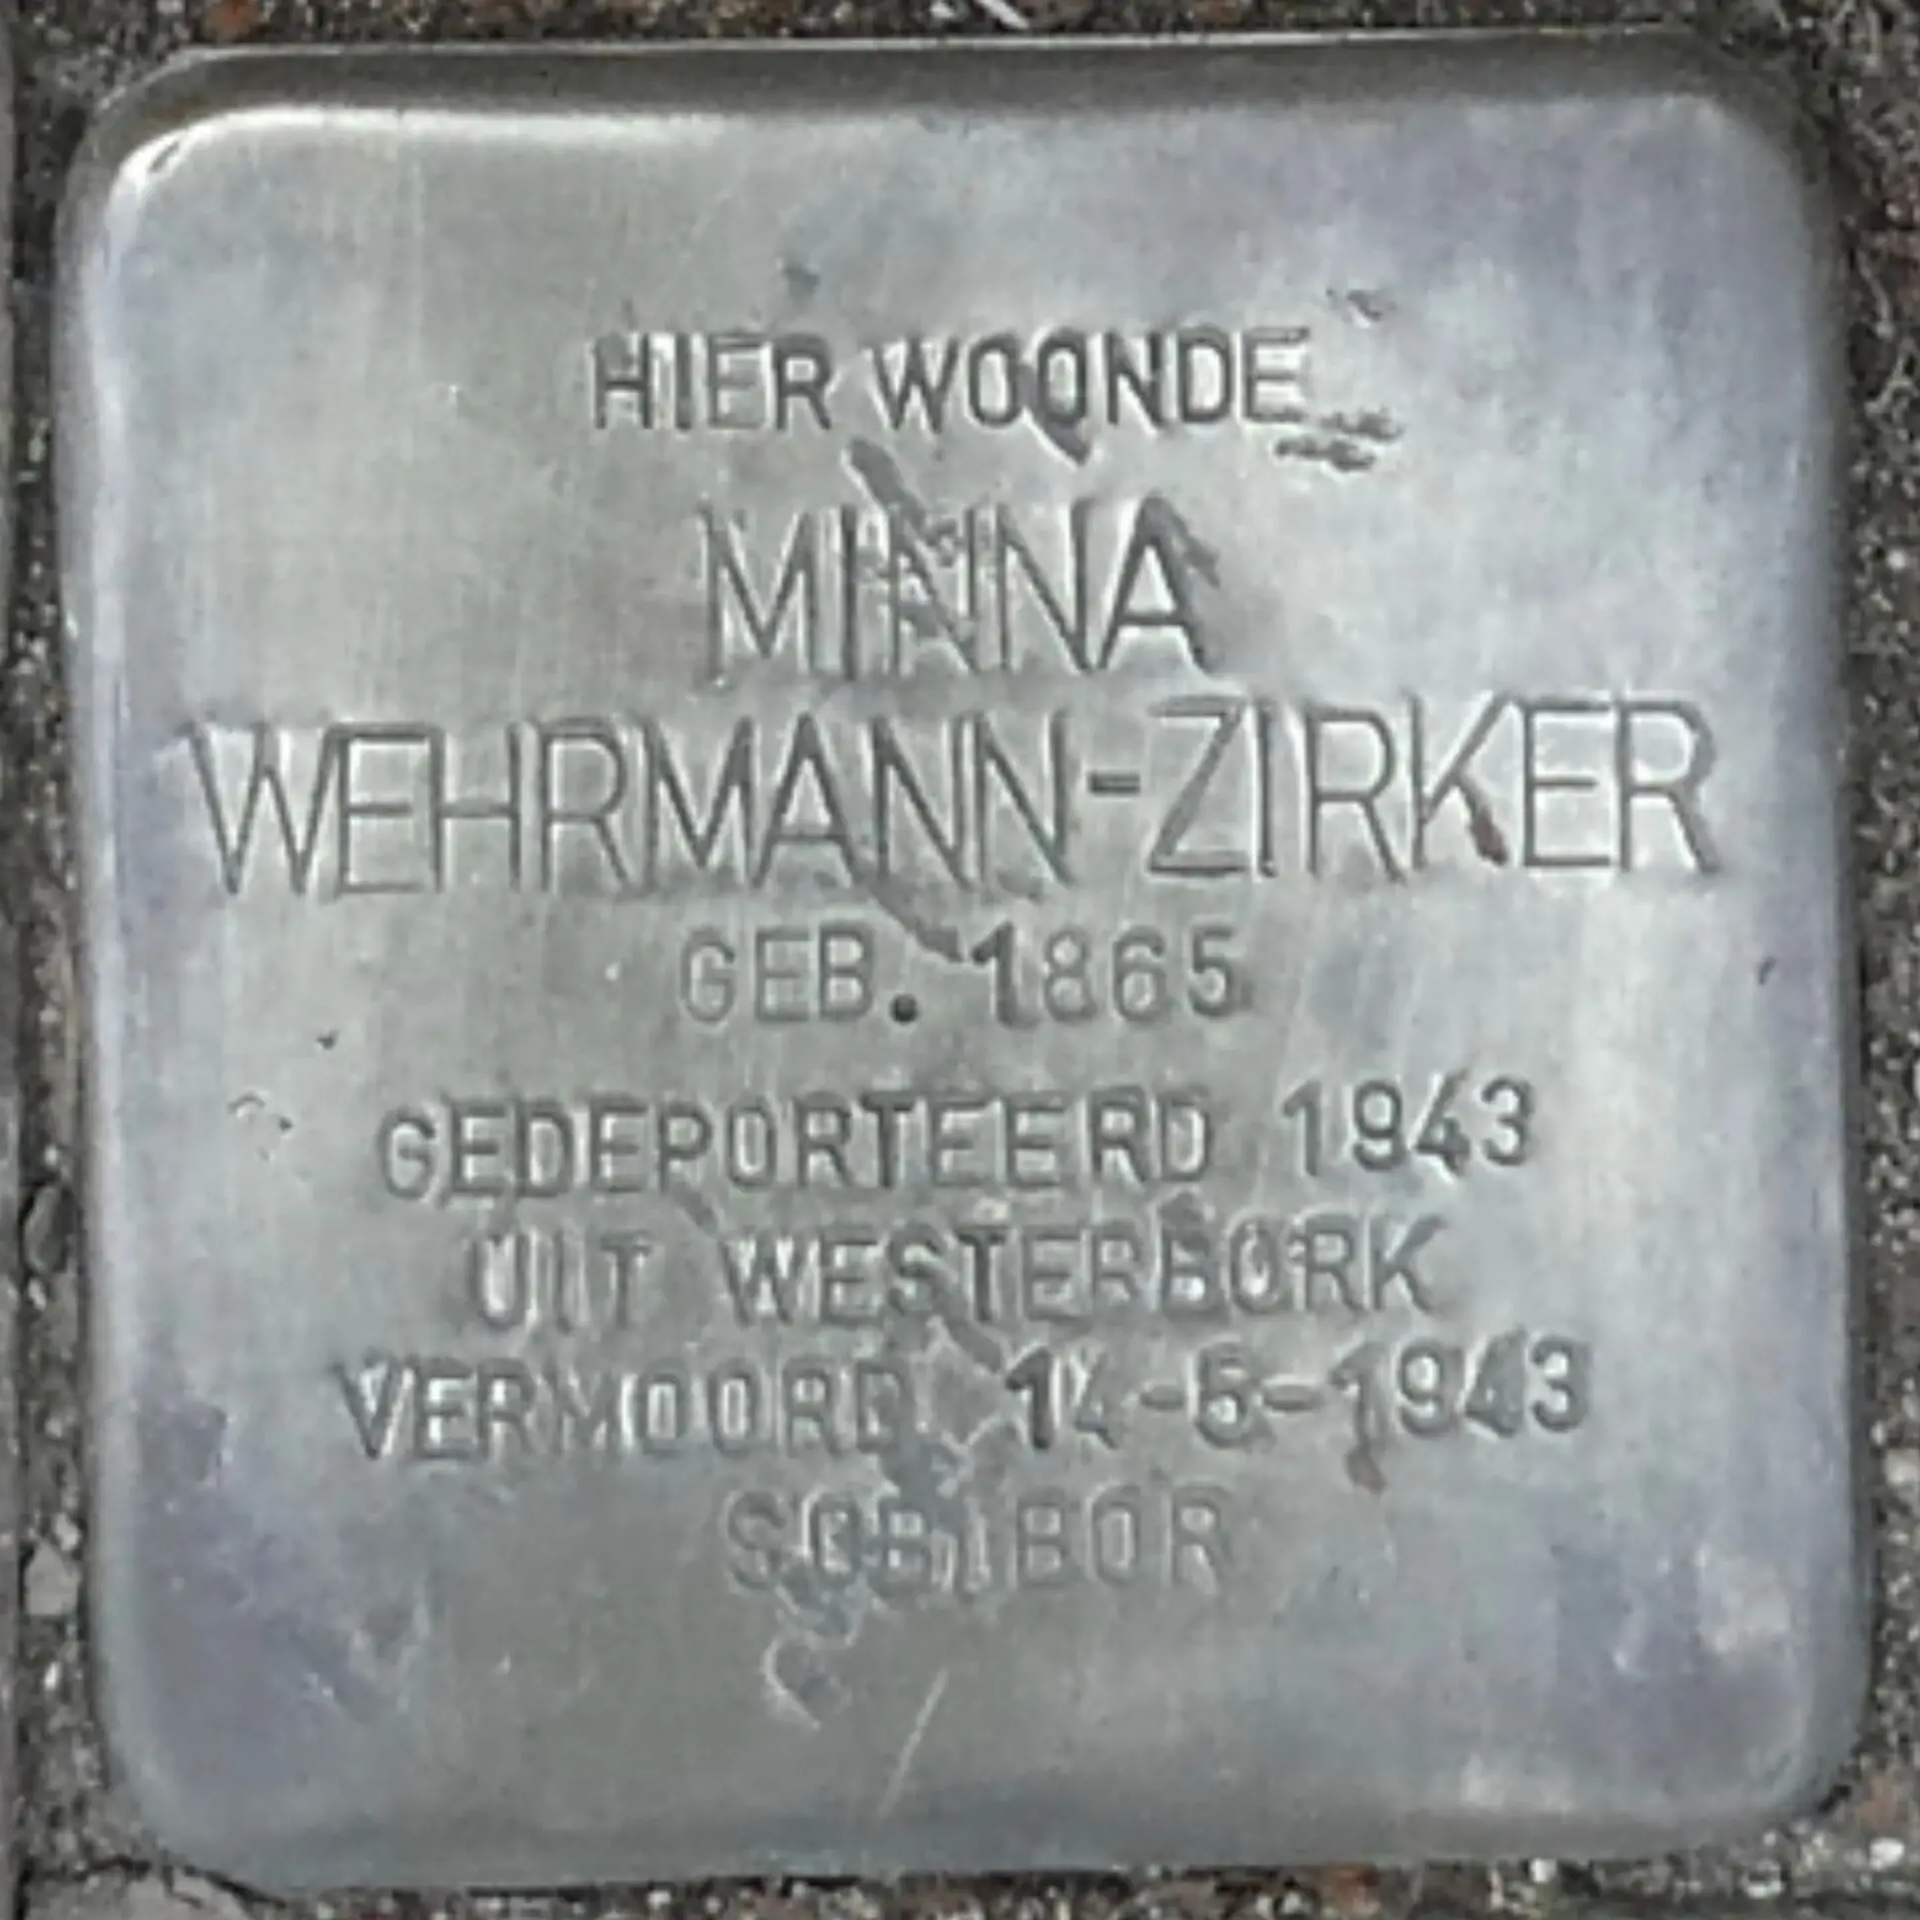 HIER WOONDE
MINNA
WEHRMANN-ZIRKER
GEB. 1865
GEDEPORTEERD 1943
UIT WESTERBORK
VERMOORD 14-5-1943
SOBIBOR